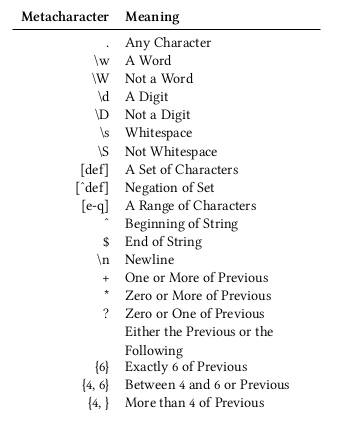 Metacharacter Meaning
. Any Character
\w A Word
\W Not a Word
\d A Digit
\D Not a Digit
\s Whitespace
\S Not Whitespace
[def] A Set of Characters
[^def] Negation of Set
[e-q] A Range of Characters
^ Beginning of String
$ End of String
\n Newline
+ One or More of Previous
* Zero or More of Previous
? Zero or One of Previous
Either the Previous or the
Following
{6} Exactly 6 of Previous
{4, 6} Between 4 and 6 or Previous
{4, } More than 4 of Previous